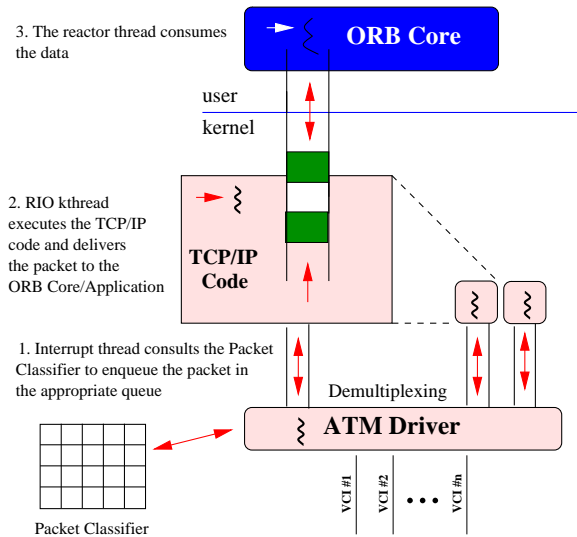 3. The reactor thread consumes
the data
ORB Core
user
kernel
2. RIO kthread
executes the TCP/IP
code and delivers
the packet to the
ORB Core/Application
TCP/IP
Code
1. Interrupt thread consults the Packet
Classifier to enqueue the packet in
the appropriate queue
Demultiplexing
ATM Driver
VCI #1
VCI #2
VCI #n
Packet Classifier